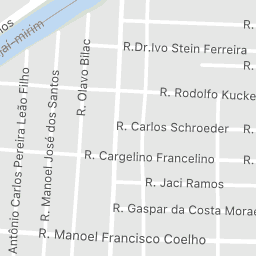 R.
R.Dr.Ivo Stein Ferreira
R.
R. Rodolfo Kucke
R. Carlos Schroeder
R.
R. Cargelino Francelino
R.
R. Jaci Ramos
R. Gaspar da Costa Morae
R. Manoel Francisco Coelho
Antônio Carlos Pereira Leão Filho
R. Manoel José dos Santos
R. Olavo Bilac
jaí-mirim